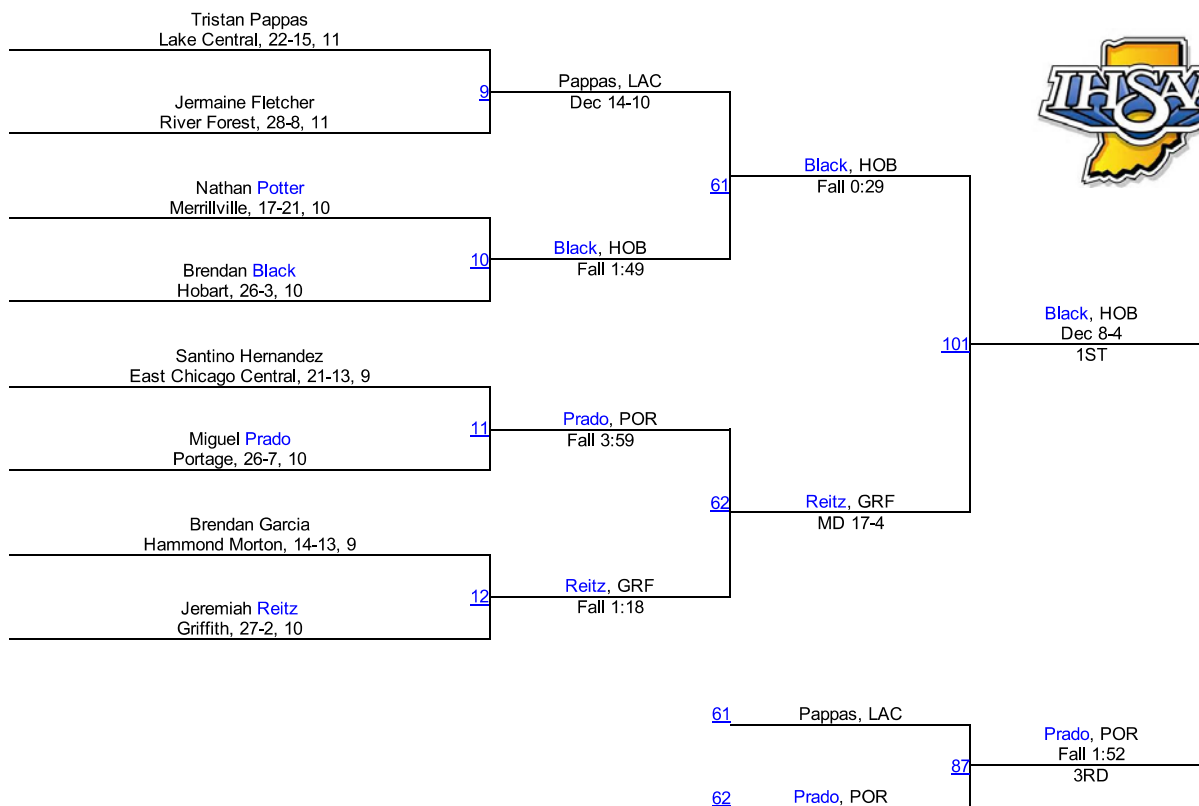 Tristan Pappas
Lake Central, 22-15, 11
9
Pappas, LAC
Dec 14-10
Jermaine Fletcher
River Forest, 28-8, 11
IHSAA
61
Black, HOB
Fall 0:29
Nathan Potter
Merrillville, 17-21, 10
10
Black, HOB
Fall 1:49
Brendan Black
Hobart, 26-3, 10
101
Black, HOB
Dec 8-4
1ST
Santino Hernandez
East Chicago Central, 21-13, 9
11
Prado, POR
Fall 3:59
Miguel Prado
Portage, 26-7, 10
62
Reitz, GRF
MD 17-4
Brendan Garcia
Hammond Morton, 14-13, 9
12
Reitz, GRF
Fall 1:18
Jeremiah Reitz
Griffith, 27-2, 10
61
Pappas, LAC
87
Prado, POR
Fall 1:52
3RD
62
Prado, POR